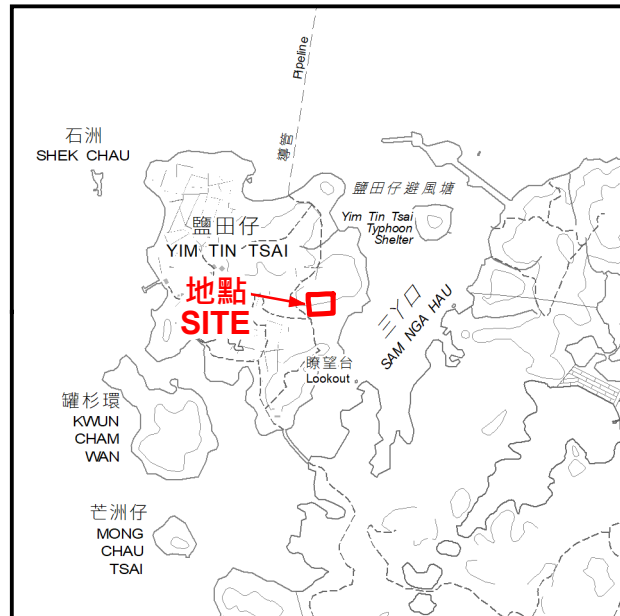 Pipeline
導管
石洲
SHEK CHAU
鹽田仔避風塘
Yim Tin Tsai
Typhoon
Shelter
鹽田仔
YIM TIN TSAI
地點
SITE
三丫口
SAM NGA HAU
瞭望台
Lookout
罐杉環
KWUN
CHAM
WAN
芒洲仔
MONG
CHAU
TSAI